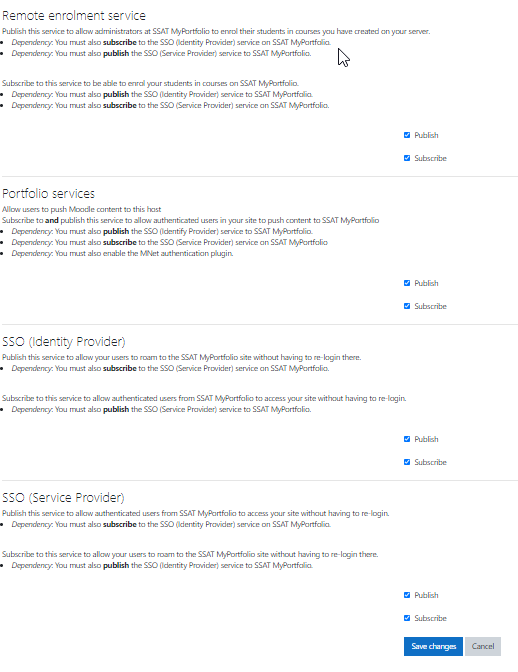 Remote enrolment service
Publish this service to allow administrators at SSAT MyPortfolio to enrol their students in courses you have created on your server.
Dependency: You must also subscribe to the SSO (Identity Provider) service on SSAT MyPortfolio.
Dependency: You must also publish the SSO (Service Provider) service to SSAT MyPortfolio.
Subscribe to this service to be able to enrol your students in courses on SSAT MyPortfolio.
Dependency: You must also publish the SSO (Identity Provider) service to SSAT MyPortfolio.
Dependency: You must also subscribe to the SSO (Service Provider) service on SSAT MyPortfolio.
Publish
Subscribe
Portfolio services
Allow users to push Moodle content to this host
Subscribe to and publish this service to allow authenticated users in your site to push content to SSAT MyPortfolio
Dependency: You must also publish the SSO (Identify Provider) service to SSAT MyPortfolio.
Dependency: You must also subscribe to the SSO (Service Provider) service on SSAT MyPortfolio
Dependency: You must also enable the MNet authentication plugin.
Publish
Subscribe
SSO (Identity Provider)
Publish this service to allow your users to roam to the SSAT MyPortfolio site without having to re-login there.
Dependency: You must also subscribe to the SSO (Service Provider) service on SSAT MyPortfolio.
Subscribe to this service to allow authenticated users from SSAT MyPortfolio to access your site without having to re-login.
Dependency: You must also publish the SSO (Service Provider) service to SSAT MyPortfolio.
Publish
Subscribe
SSO (Service Provider)
Publish this service to allow authenticated users from SSAT MyPortfolio to access your site without having to re-login.
Dependency: You must also subscribe to the SSO (Identity Provider) service on SSAT MyPortfolio.
Subscribe to this service to allow your users to roam to the SSAT MyPortfolio site without having to re-login there.
Dependency: You must also publish the SSO (Identity Provider) service to SSAT MyPortfolio.
Publish
Subscribe
Save changes Cancel